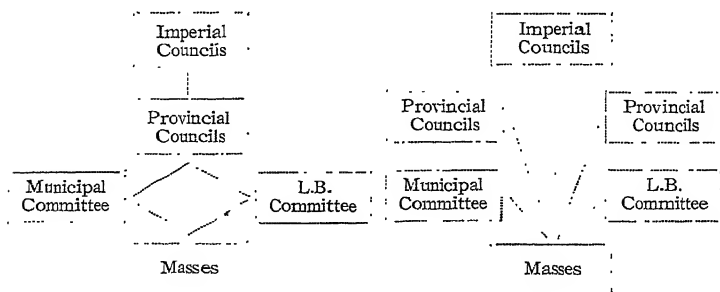 Imperial
Councils
Provincial
Councils
Municipal
Committee
L.B.
Committee
Masses
Imperial
Councils
Provincial
Councils
Provincial
Councils
Municipal
Committee
L.B.
Committee
Masses